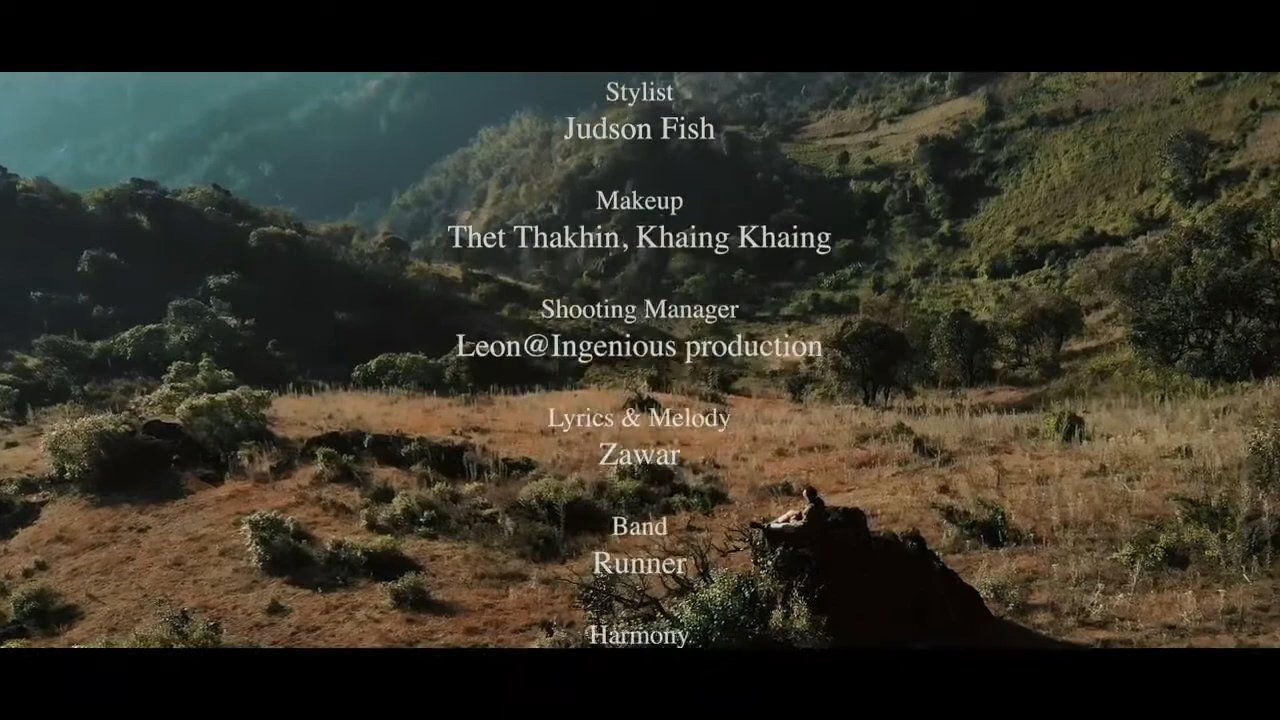 Stylist
Judson Fish
Makeup
Thet Thakhin, Khaing Khaing
Shooting Manager
Leon@Ingenious production
Lyrics & Melody
Zawar
Band
Runner
Harmony